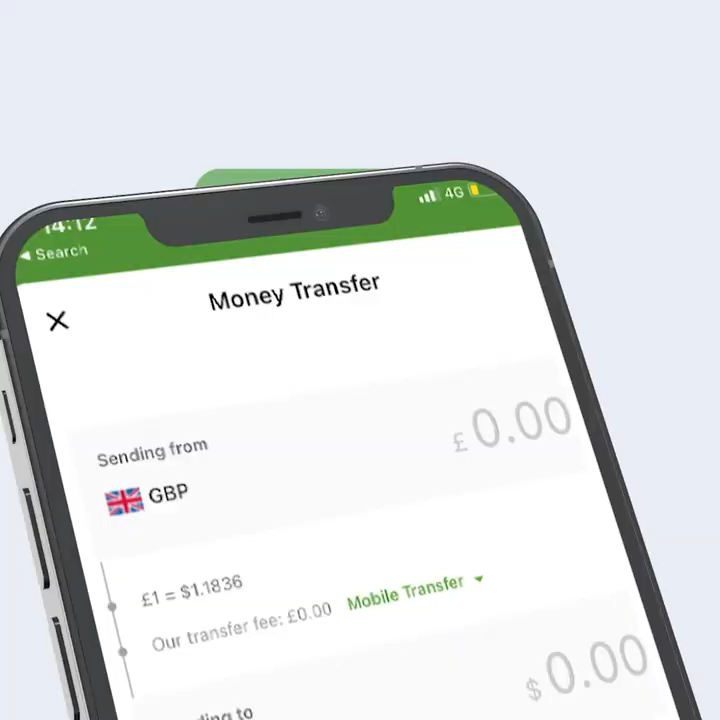 14:12
4G
◀ Search
Money Transfer
Sending from
£0.00
GBP
£1 = $1.1836
Our transfer fee: £0.00 Mobile Transfer
$0.00
to